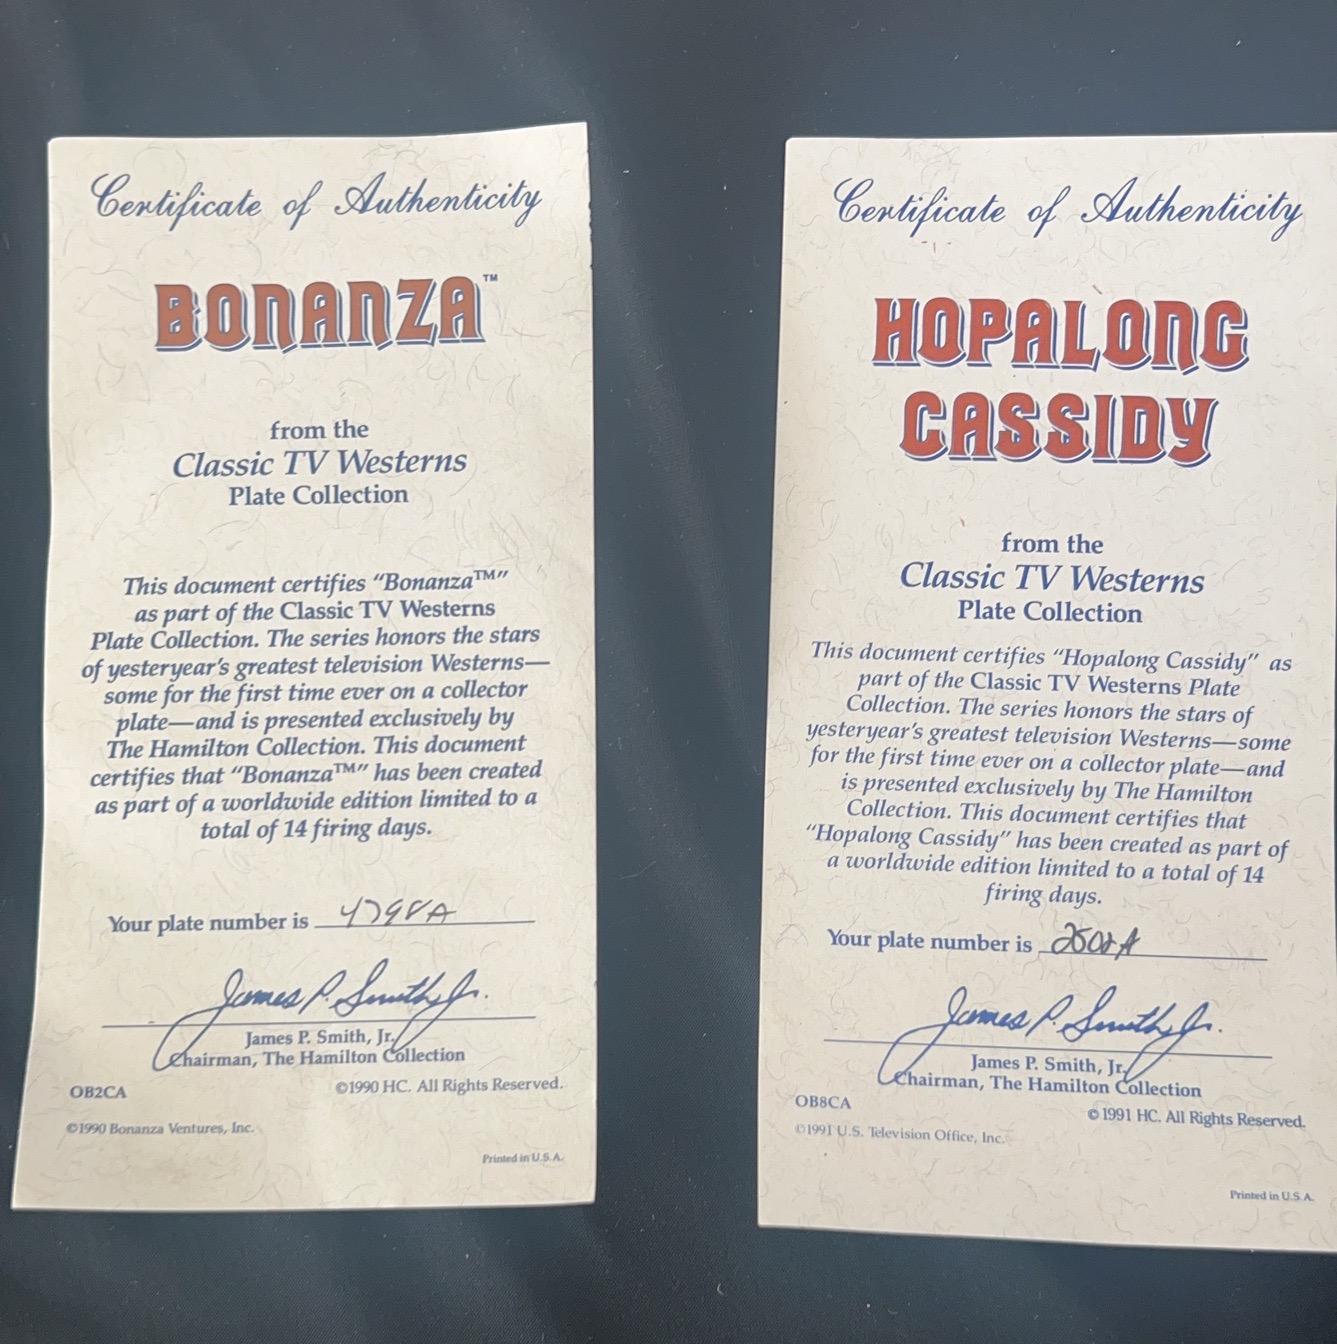 Certificate of Authenticity
BONANZA™
from the
Classic TV Westerns
Plate Collection
This document certifies “Bonanza™”
as part of the Classic TV Westerns
Plate Collection. The series honors the stars
of yesteryear’s greatest television Westerns—
some for the first time ever on a collector
plate—and is presented exclusively by
The Hamilton Collection. This document
certifies that “Bonanza™” has been created
as part of a worldwide edition limited to a
total of 14 firing days.
Your plate number is 4798A
James P. Smith, Jr.
James P. Smith, Jr.
Chairman, The Hamilton Collection
OB2CA
©1990 HC. All Rights Reserved.
©1990 Bonanza Ventures, Inc.
Printed in U.S.A.
Certificate of Authenticity
HOPALONG
CASSIDY
from the
Classic TV Westerns
Plate Collection
This document certifies “Hopalong Cassidy” as
part of the Classic TV Westerns Plate
Collection. The series honors the stars of
yesteryear’s greatest television Westerns—some
for the first time ever on a collector plate—and
is presented exclusively by The Hamilton
Collection. This document certifies that
“Hopalong Cassidy” has been created as part of
a worldwide edition limited to a total of 14
firing days.
Your plate number is
James P. Smith, Jr.
James P. Smith, Jr.
Chairman, The Hamilton Collection
OB8CA
©1991 HC. All Rights Reserved.
©1991 U.S. Television Office, Inc.
Printed in U.S.A.